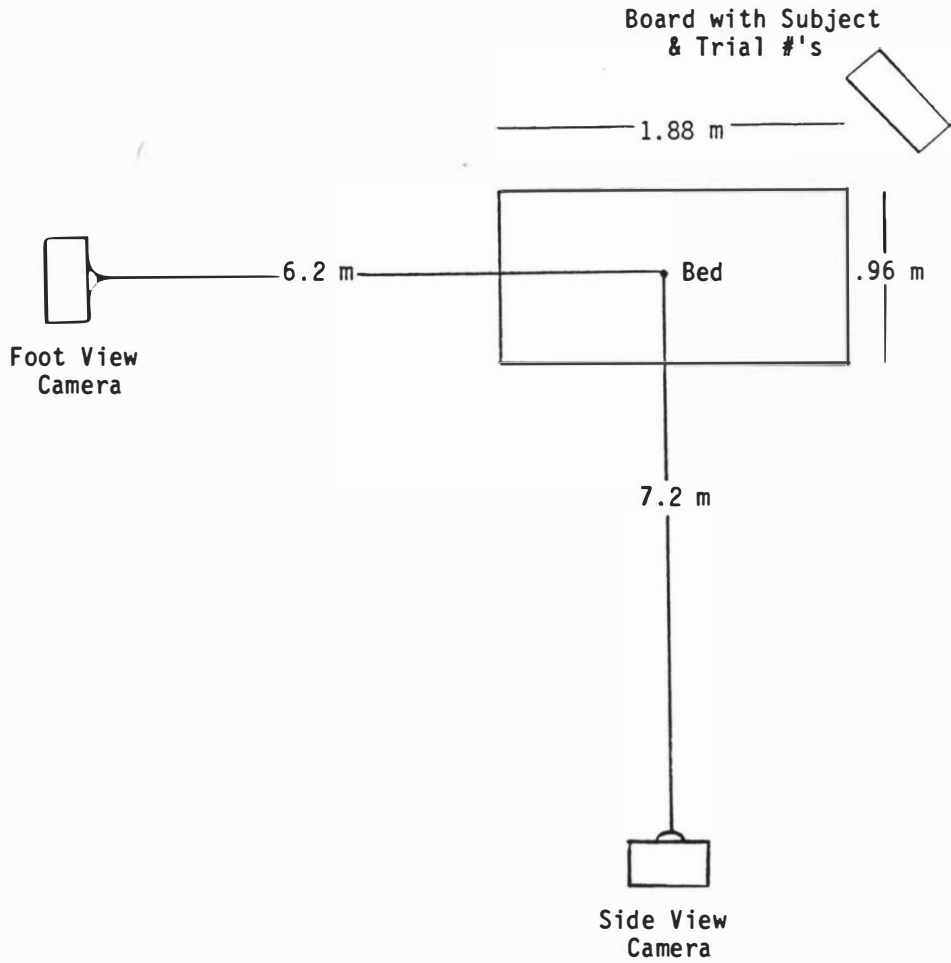 Board with Subject
& Trial #'s
1.88 m
6.2 m
Bed
.96 m
Foot View
Camera
7.2 m
Side View
Camera